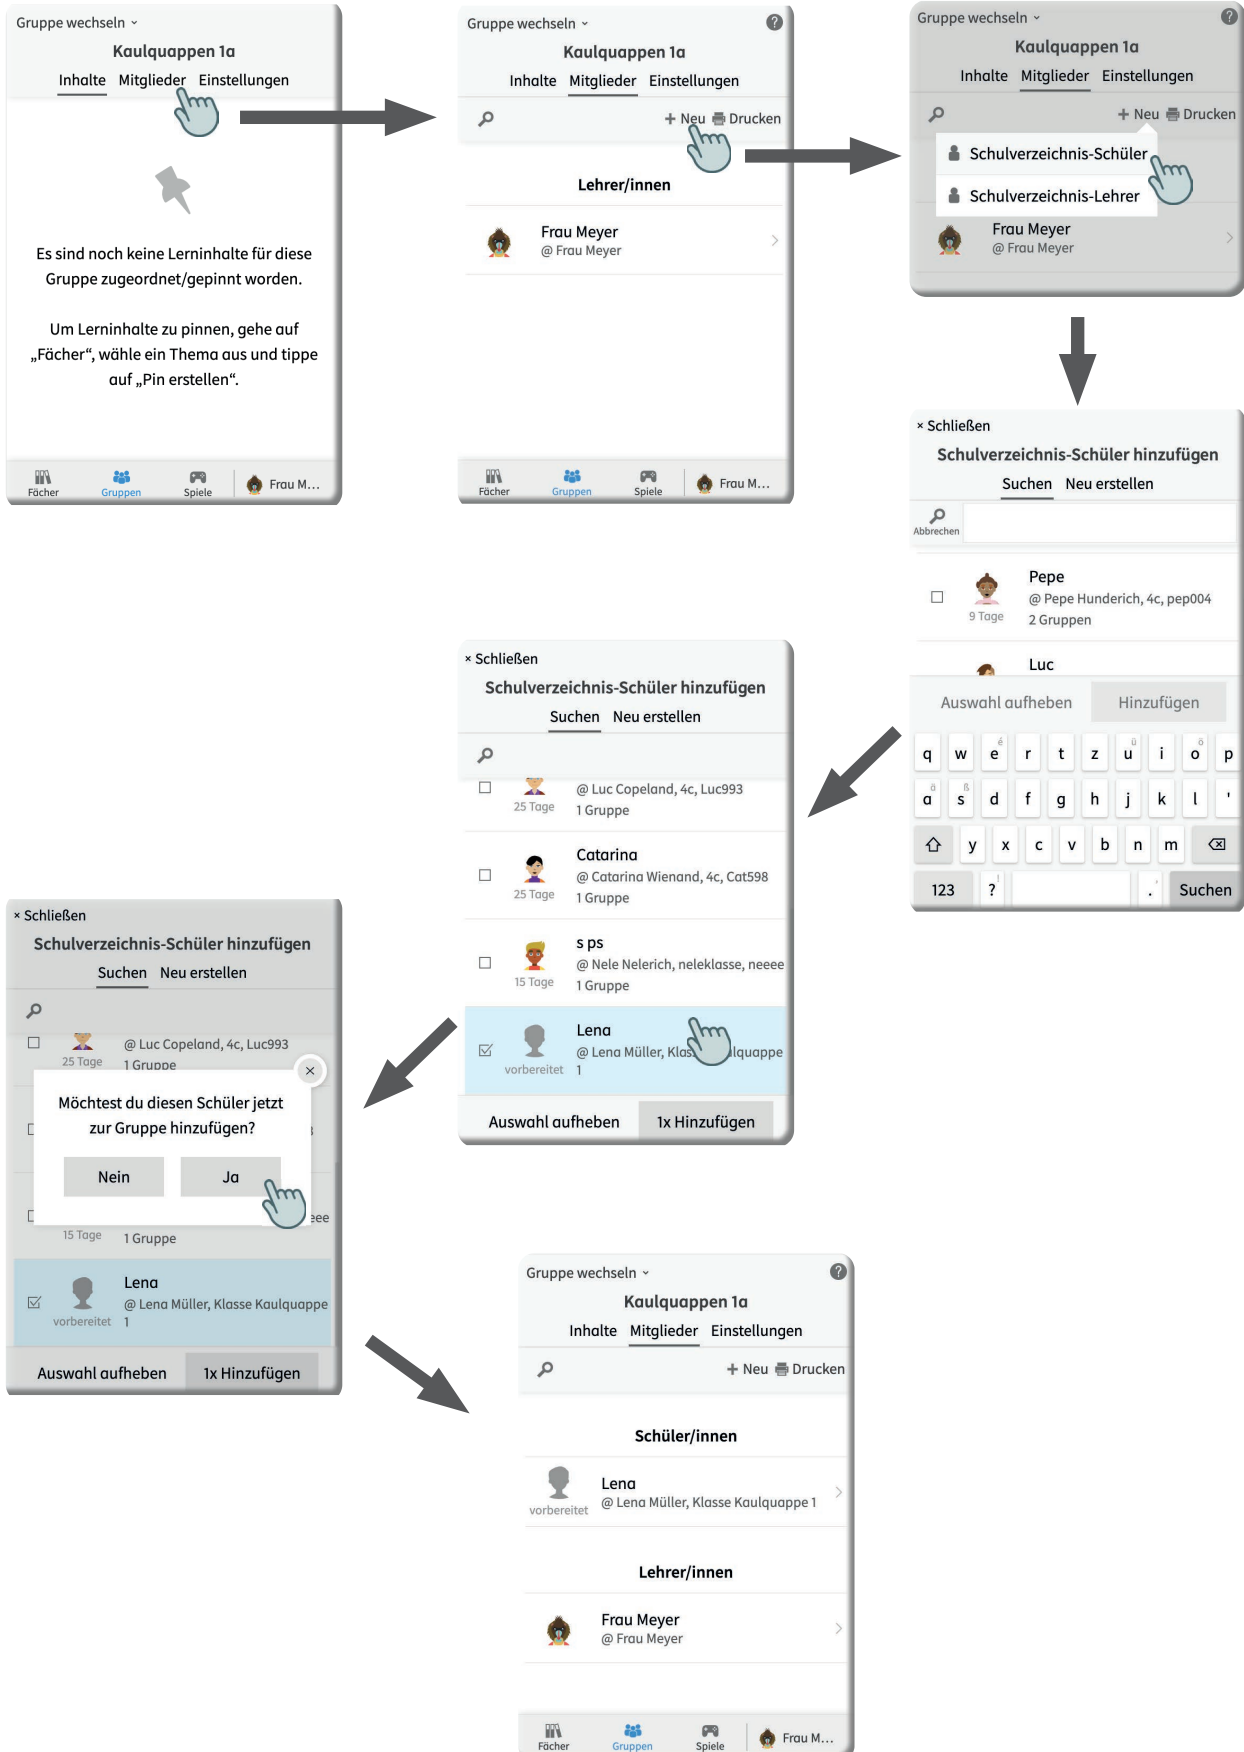 Gruppe wechseln
Kaulquappen 1a
Inhalte Mitglieder Einstellungen
Es sind noch keine Lerninhalte für diese
Gruppe zugeordnet/gepinnt worden.
Um Lerninhalte zu pinnen, gehe auf
„Fächer“, wähle ein Thema aus und tippe
auf „Pin erstellen“.
Fächer Gruppen Spiele Frau M...
Gruppe wechseln ?
Kaulquappen 1a
Inhalte Mitglieder Einstellungen
+ Neu Drucken
Lehrer/innen
Frau Meyer
@ Frau Meyer
Fächer Gruppen Spiele Frau M...
Gruppe wechseln ?
Kaulquappen 1a
Inhalte Mitglieder Einstellungen
+ Neu Drucken
Schulverzeichnis-Schüler
Schulverzeichnis-Lehrer
Frau Meyer
@ Frau Meyer
× Schließen
Schulverzeichnis-Schüler hinzufügen
Suchen Neu erstellen
Abbrechen
Pepe
@ Pepe Hunderich, 4c, pep004
9 Tage 2 Gruppen
Luc
Auswahl aufheben Hinzufügen
q w e é r t z u ü i o ö p
a ä s ß d f g h j k l '
y x c v b n m
123 ? ! . ' Suchen
× Schließen
Schulverzeichnis-Schüler hinzufügen
Suchen Neu erstellen
@ Luc Copeland, 4c, Luc993
25 Tage 1 Gruppe
Catarina
@ Catarina Wienand, 4c, Cat598
25 Tage 1 Gruppe
s ps
@ Nele Nelerich, neleklasse, neeee
15 Tage 1 Gruppe
Lena
@ Lena Müller, Klas lquappe
vorbereitet 1
Auswahl aufheben 1x Hinzufügen
× Schließen
Schulverzeichnis-Schüler hinzufügen
Suchen Neu erstellen
@ Luc Copeland, 4c, Luc993
25 Tage 1 Gruppe
Möchtest du diesen Schüler jetzt
zur Gruppe hinzufügen?
Nein Ja
eee
15 Tage 1 Gruppe
Lena
@ Lena Müller, Klasse Kaulquappe
vorbereitet 1
Auswahl aufheben 1x Hinzufügen
Gruppe wechseln ?
Kaulquappen 1a
Inhalte Mitglieder Einstellungen
+ Neu Drucken
Schüler/innen
Lena
@ Lena Müller, Klasse Kaulquappe 1
vorbereitet
Lehrer/innen
Frau Meyer
@ Frau Meyer
Fächer Gruppen Spiele Frau M...